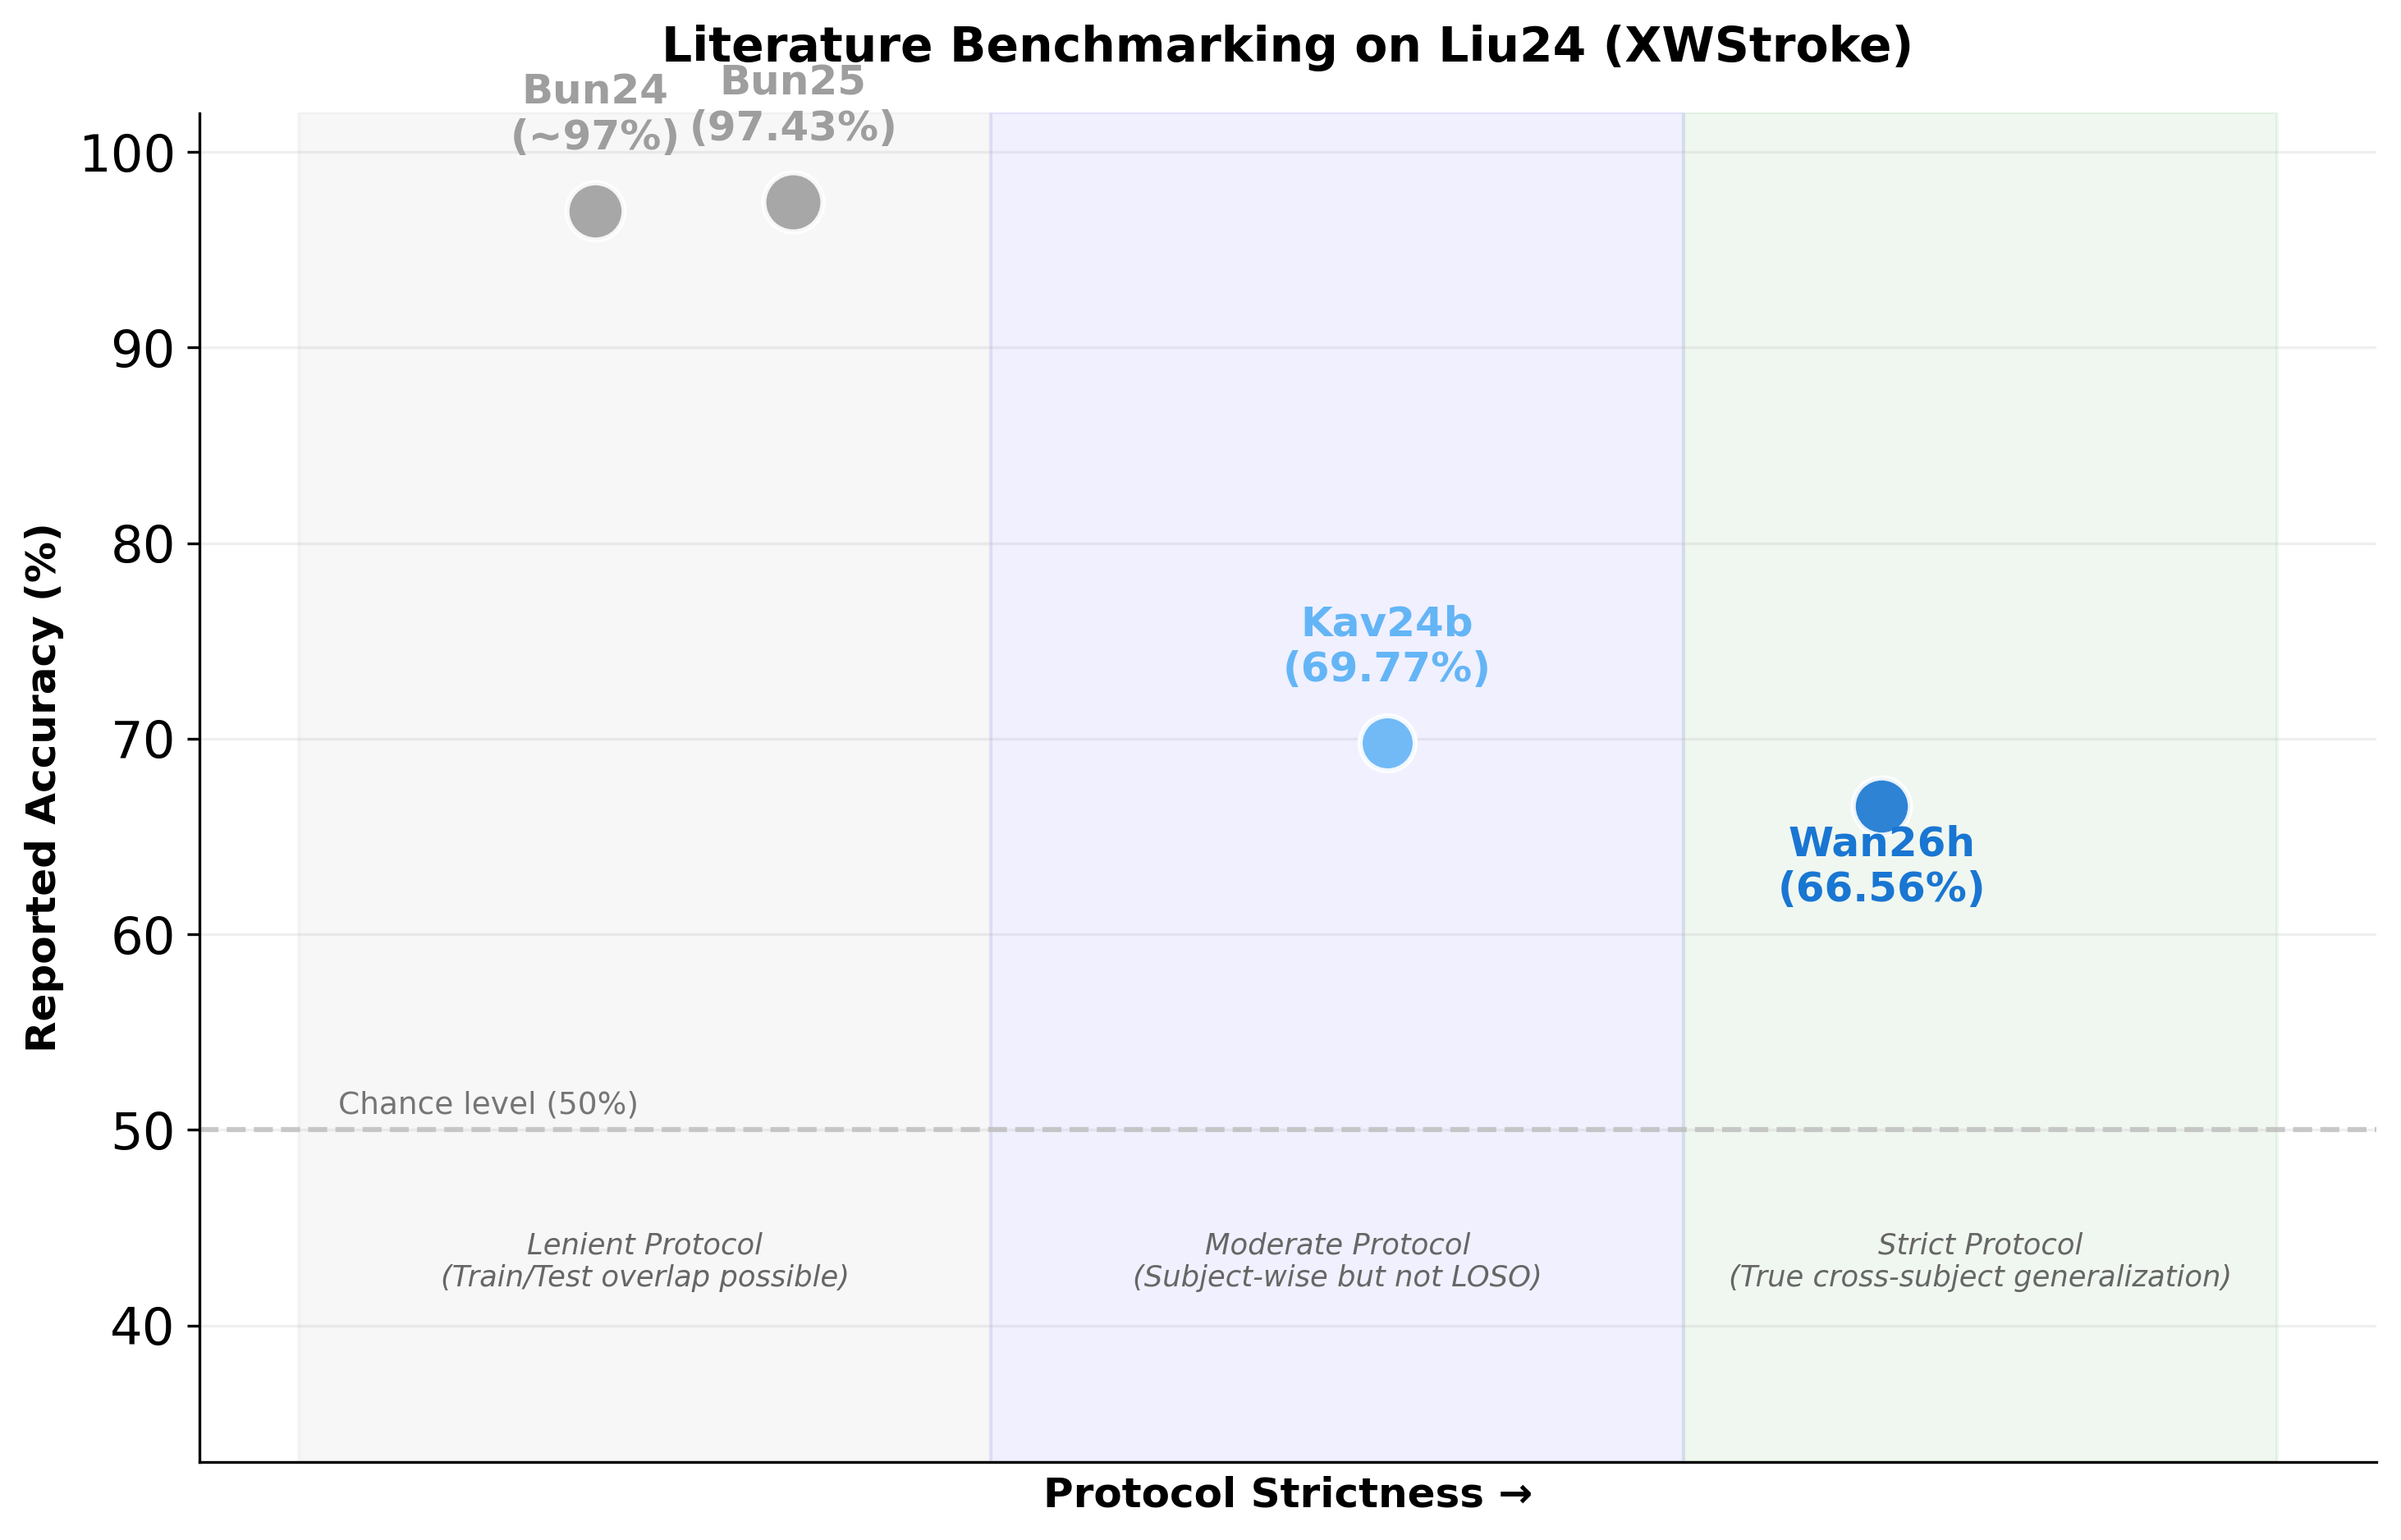 Literature Benchmarking on Liu24 (XWStroke)
Bun24
(~97%)
Bun25
(97.43%)
100
90
80
70
60
50
40
Reported Accuracy (%)
Kav24b
(69.77%)
Wan26h
(66.56%)
Chance level (50%)
Lenient Protocol
(Train/Test overlap possible)
Moderate Protocol
(Subject-wise but not LOSO)
Strict Protocol
(True cross-subject generalization)
Protocol Strictness →